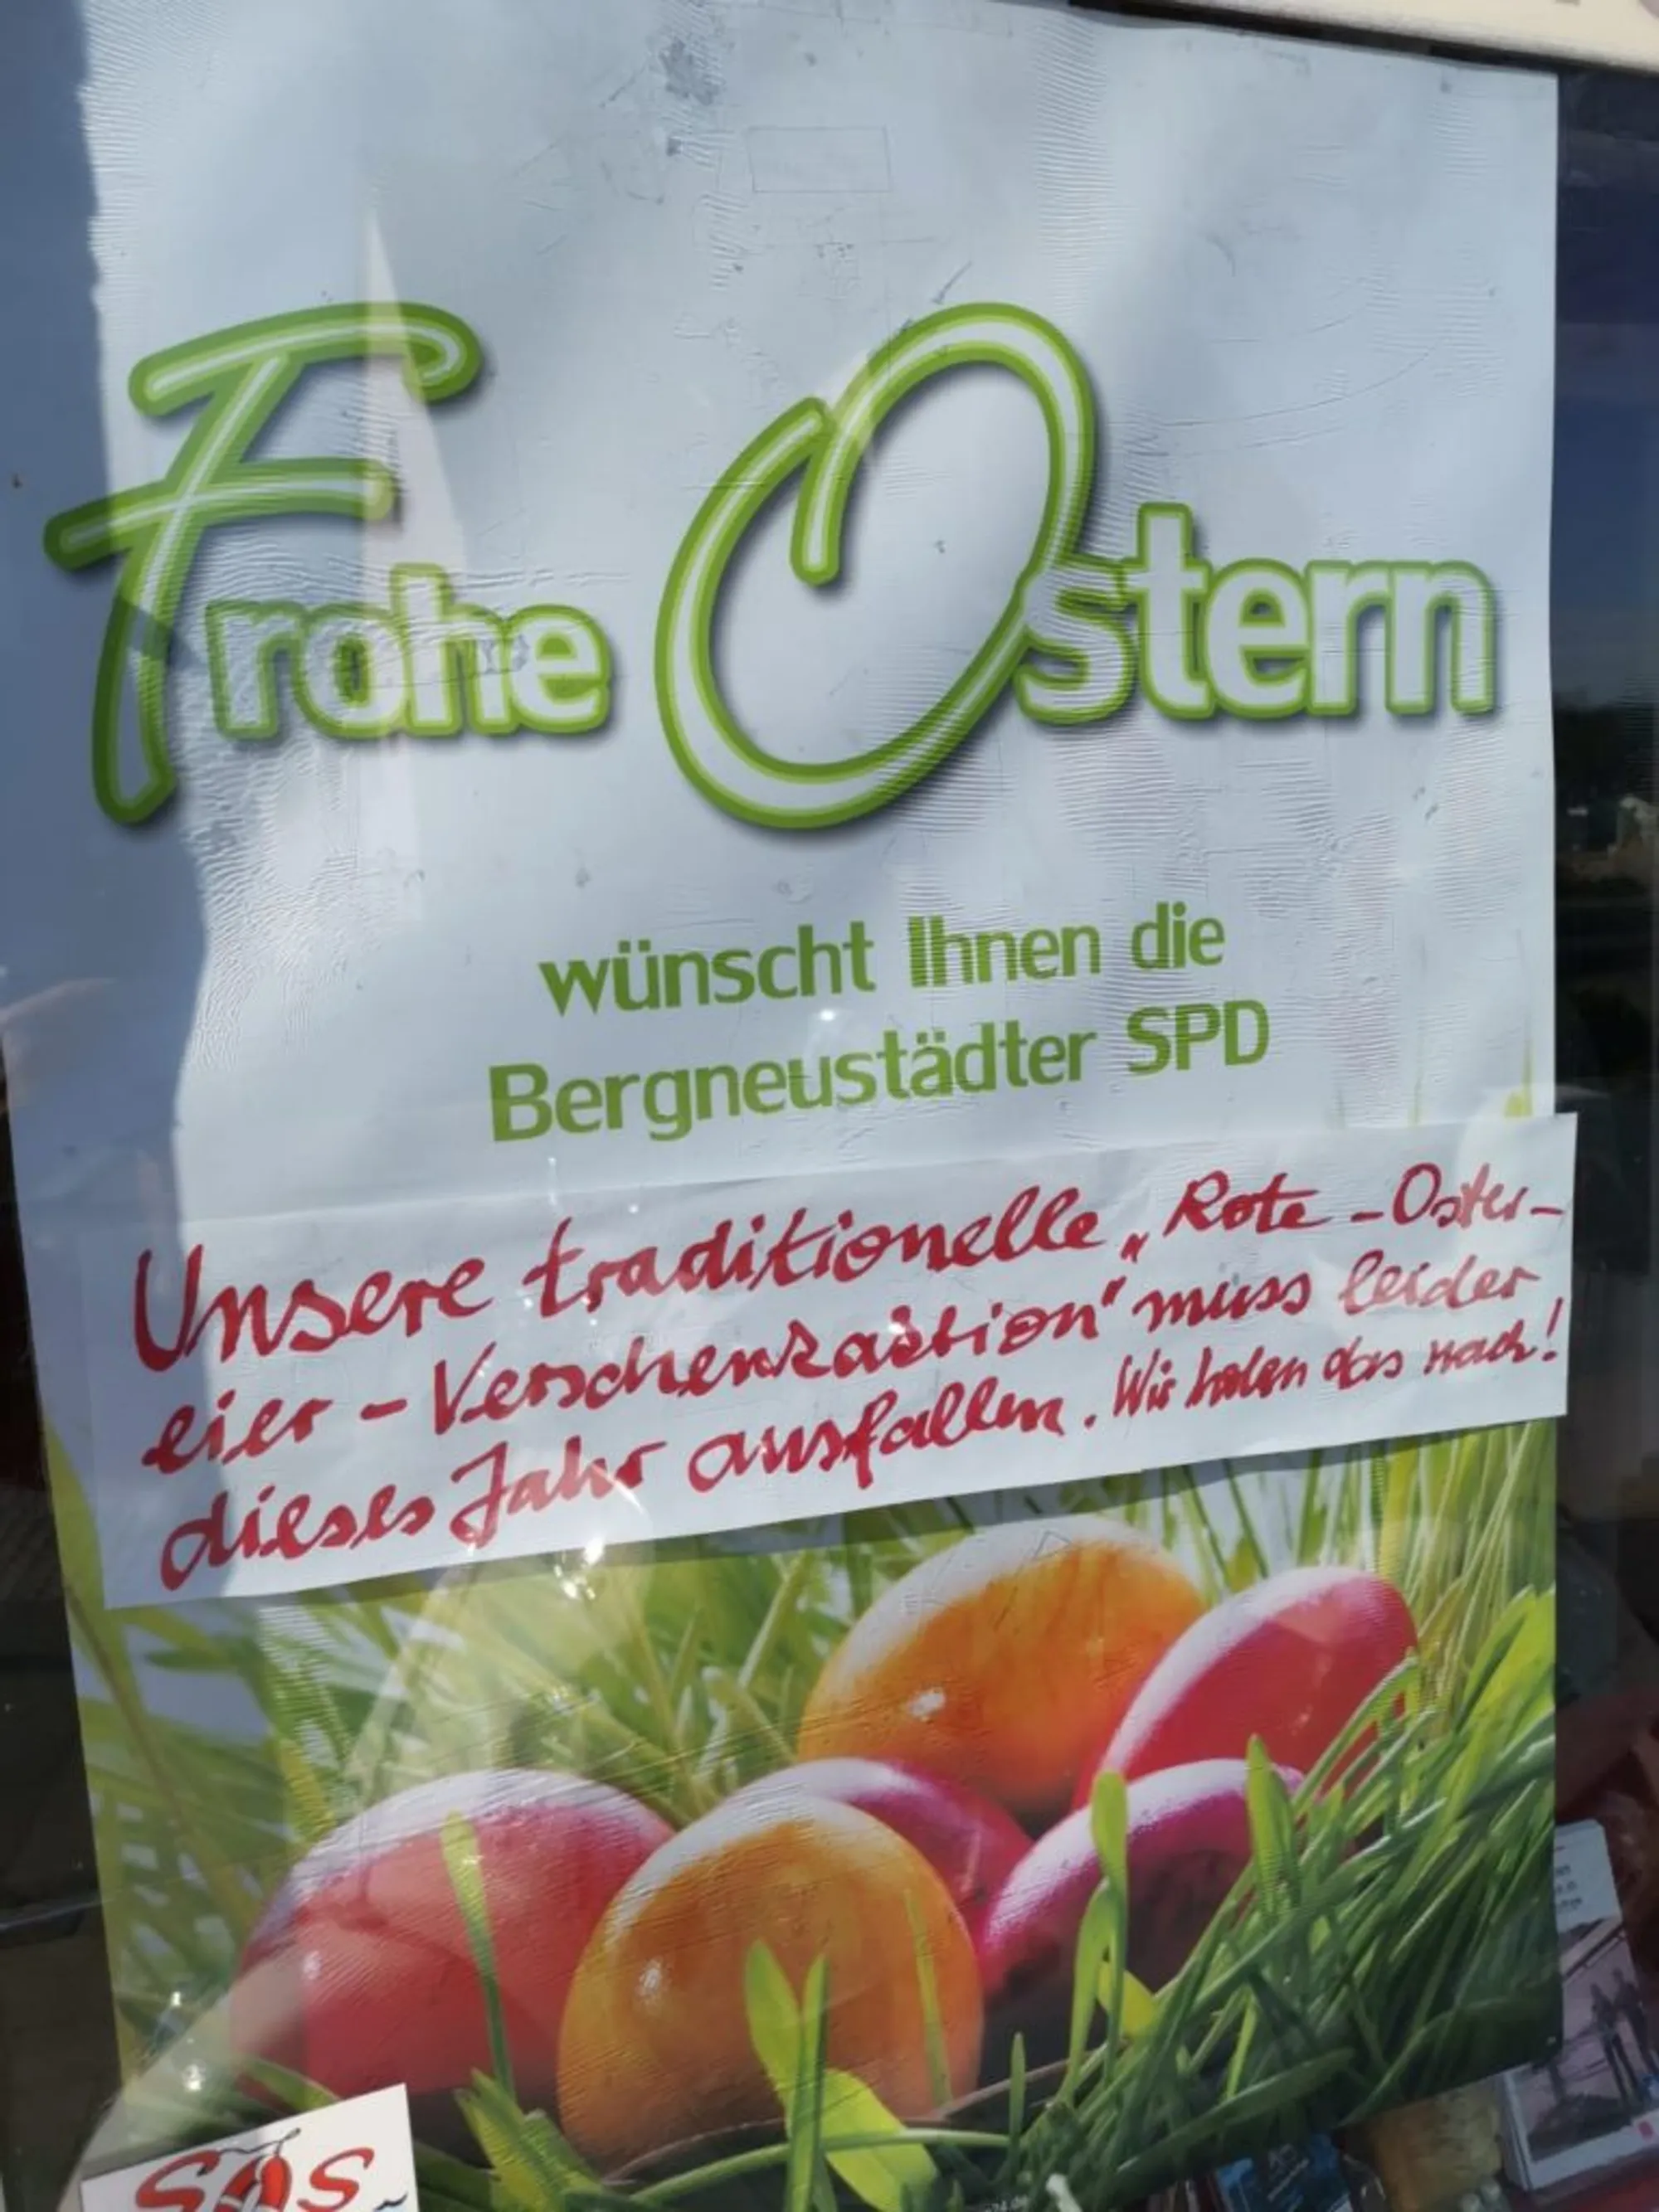 Frohe Ostern
wünscht Ihnen die
Bergneustädter SPD
Unsere traditionelle „Rote-Oster-
eier-Verschenkaktion" muss leider
dieses Jahr ausfallen. Wir holen das nach!
SOS